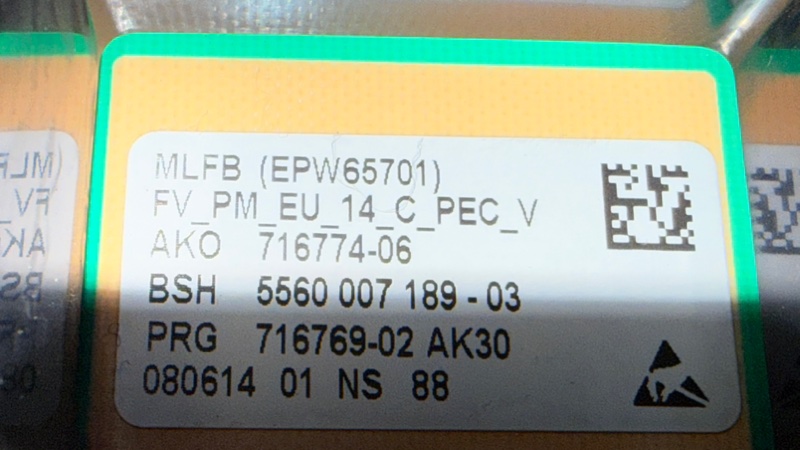 MLFB (EPW65701)
FV_PM_EU_14_C_PEC_V
AKO 716774-06
BSH 5560 007 189 - 03
PRG 716769-02 AK30
080614 01 NS 88